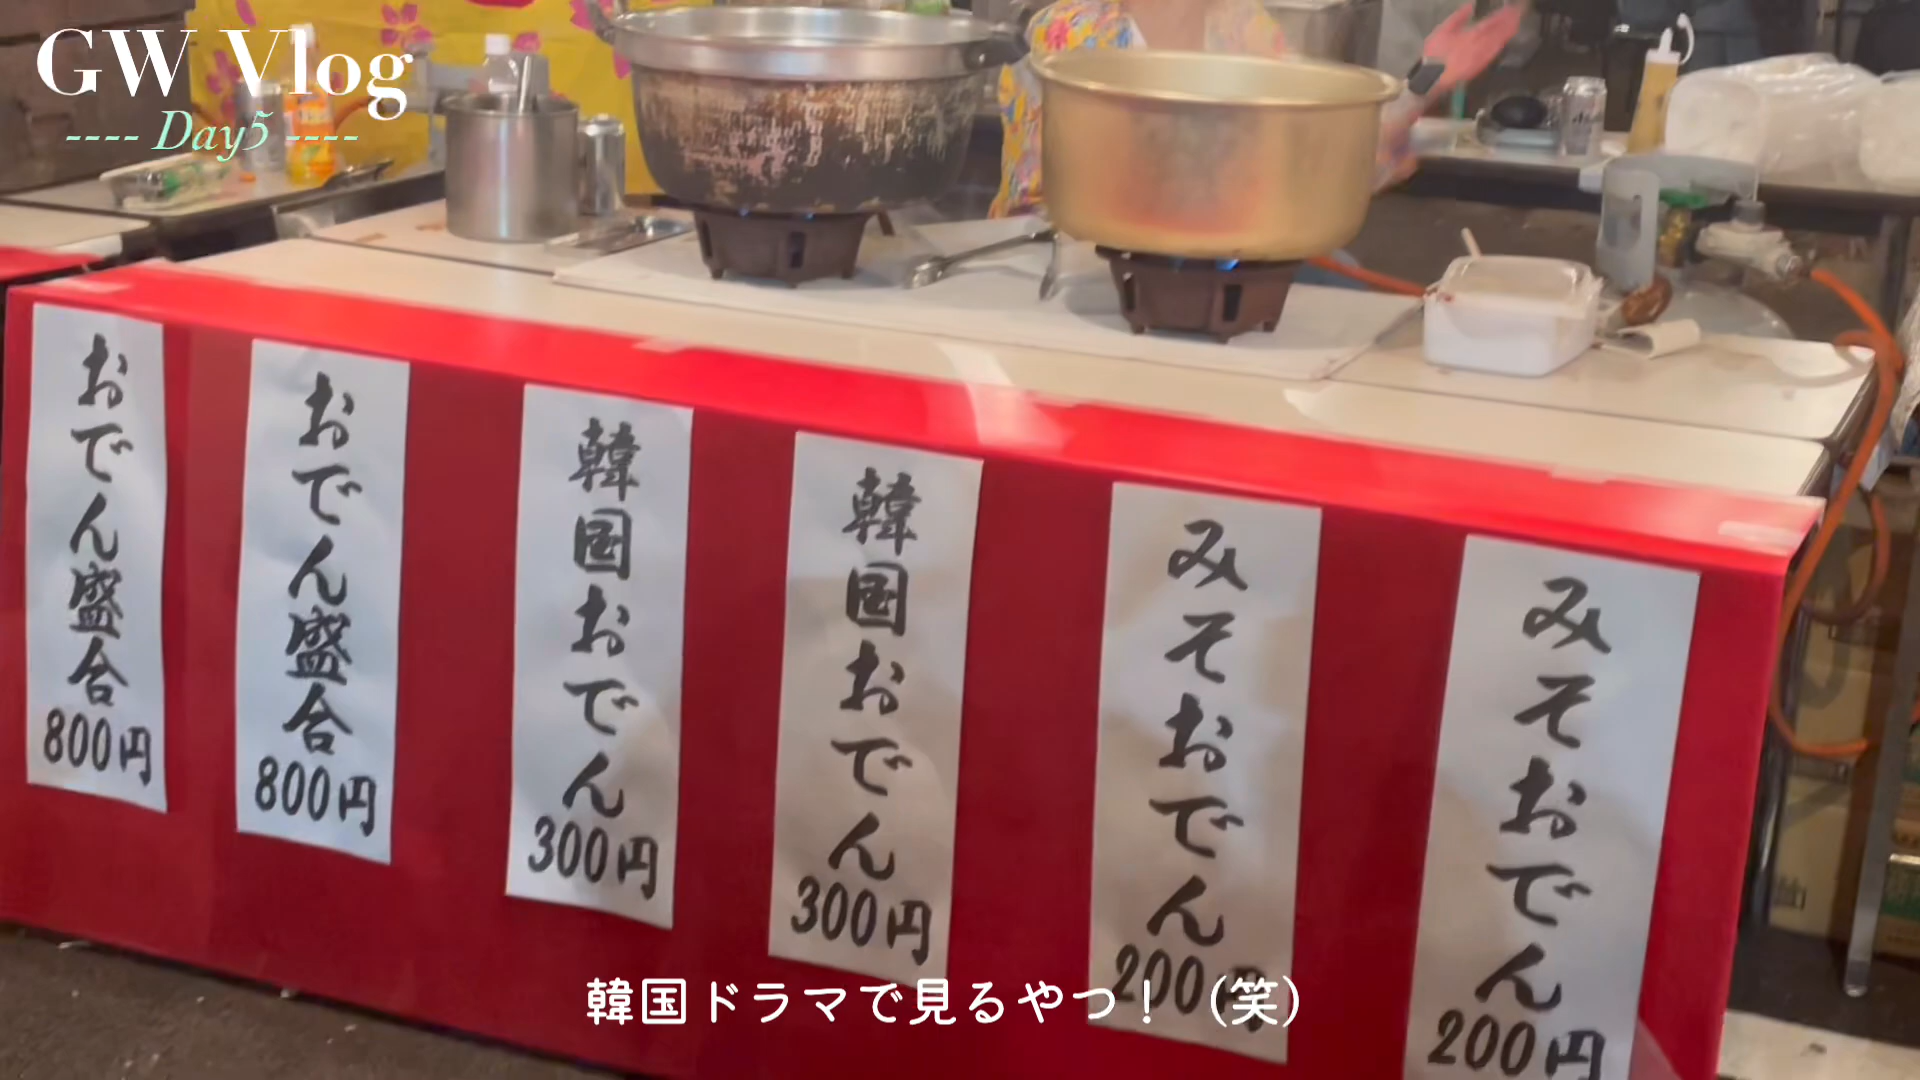 GW Vlog
---- Day5 ----
おでん盛合
800円
おでん盛合
800円
韓国おでん
300円
韓国おでん
300円
みそおでん
200円
みそおでん
200円
韓国ドラマで見るやつ！（笑）